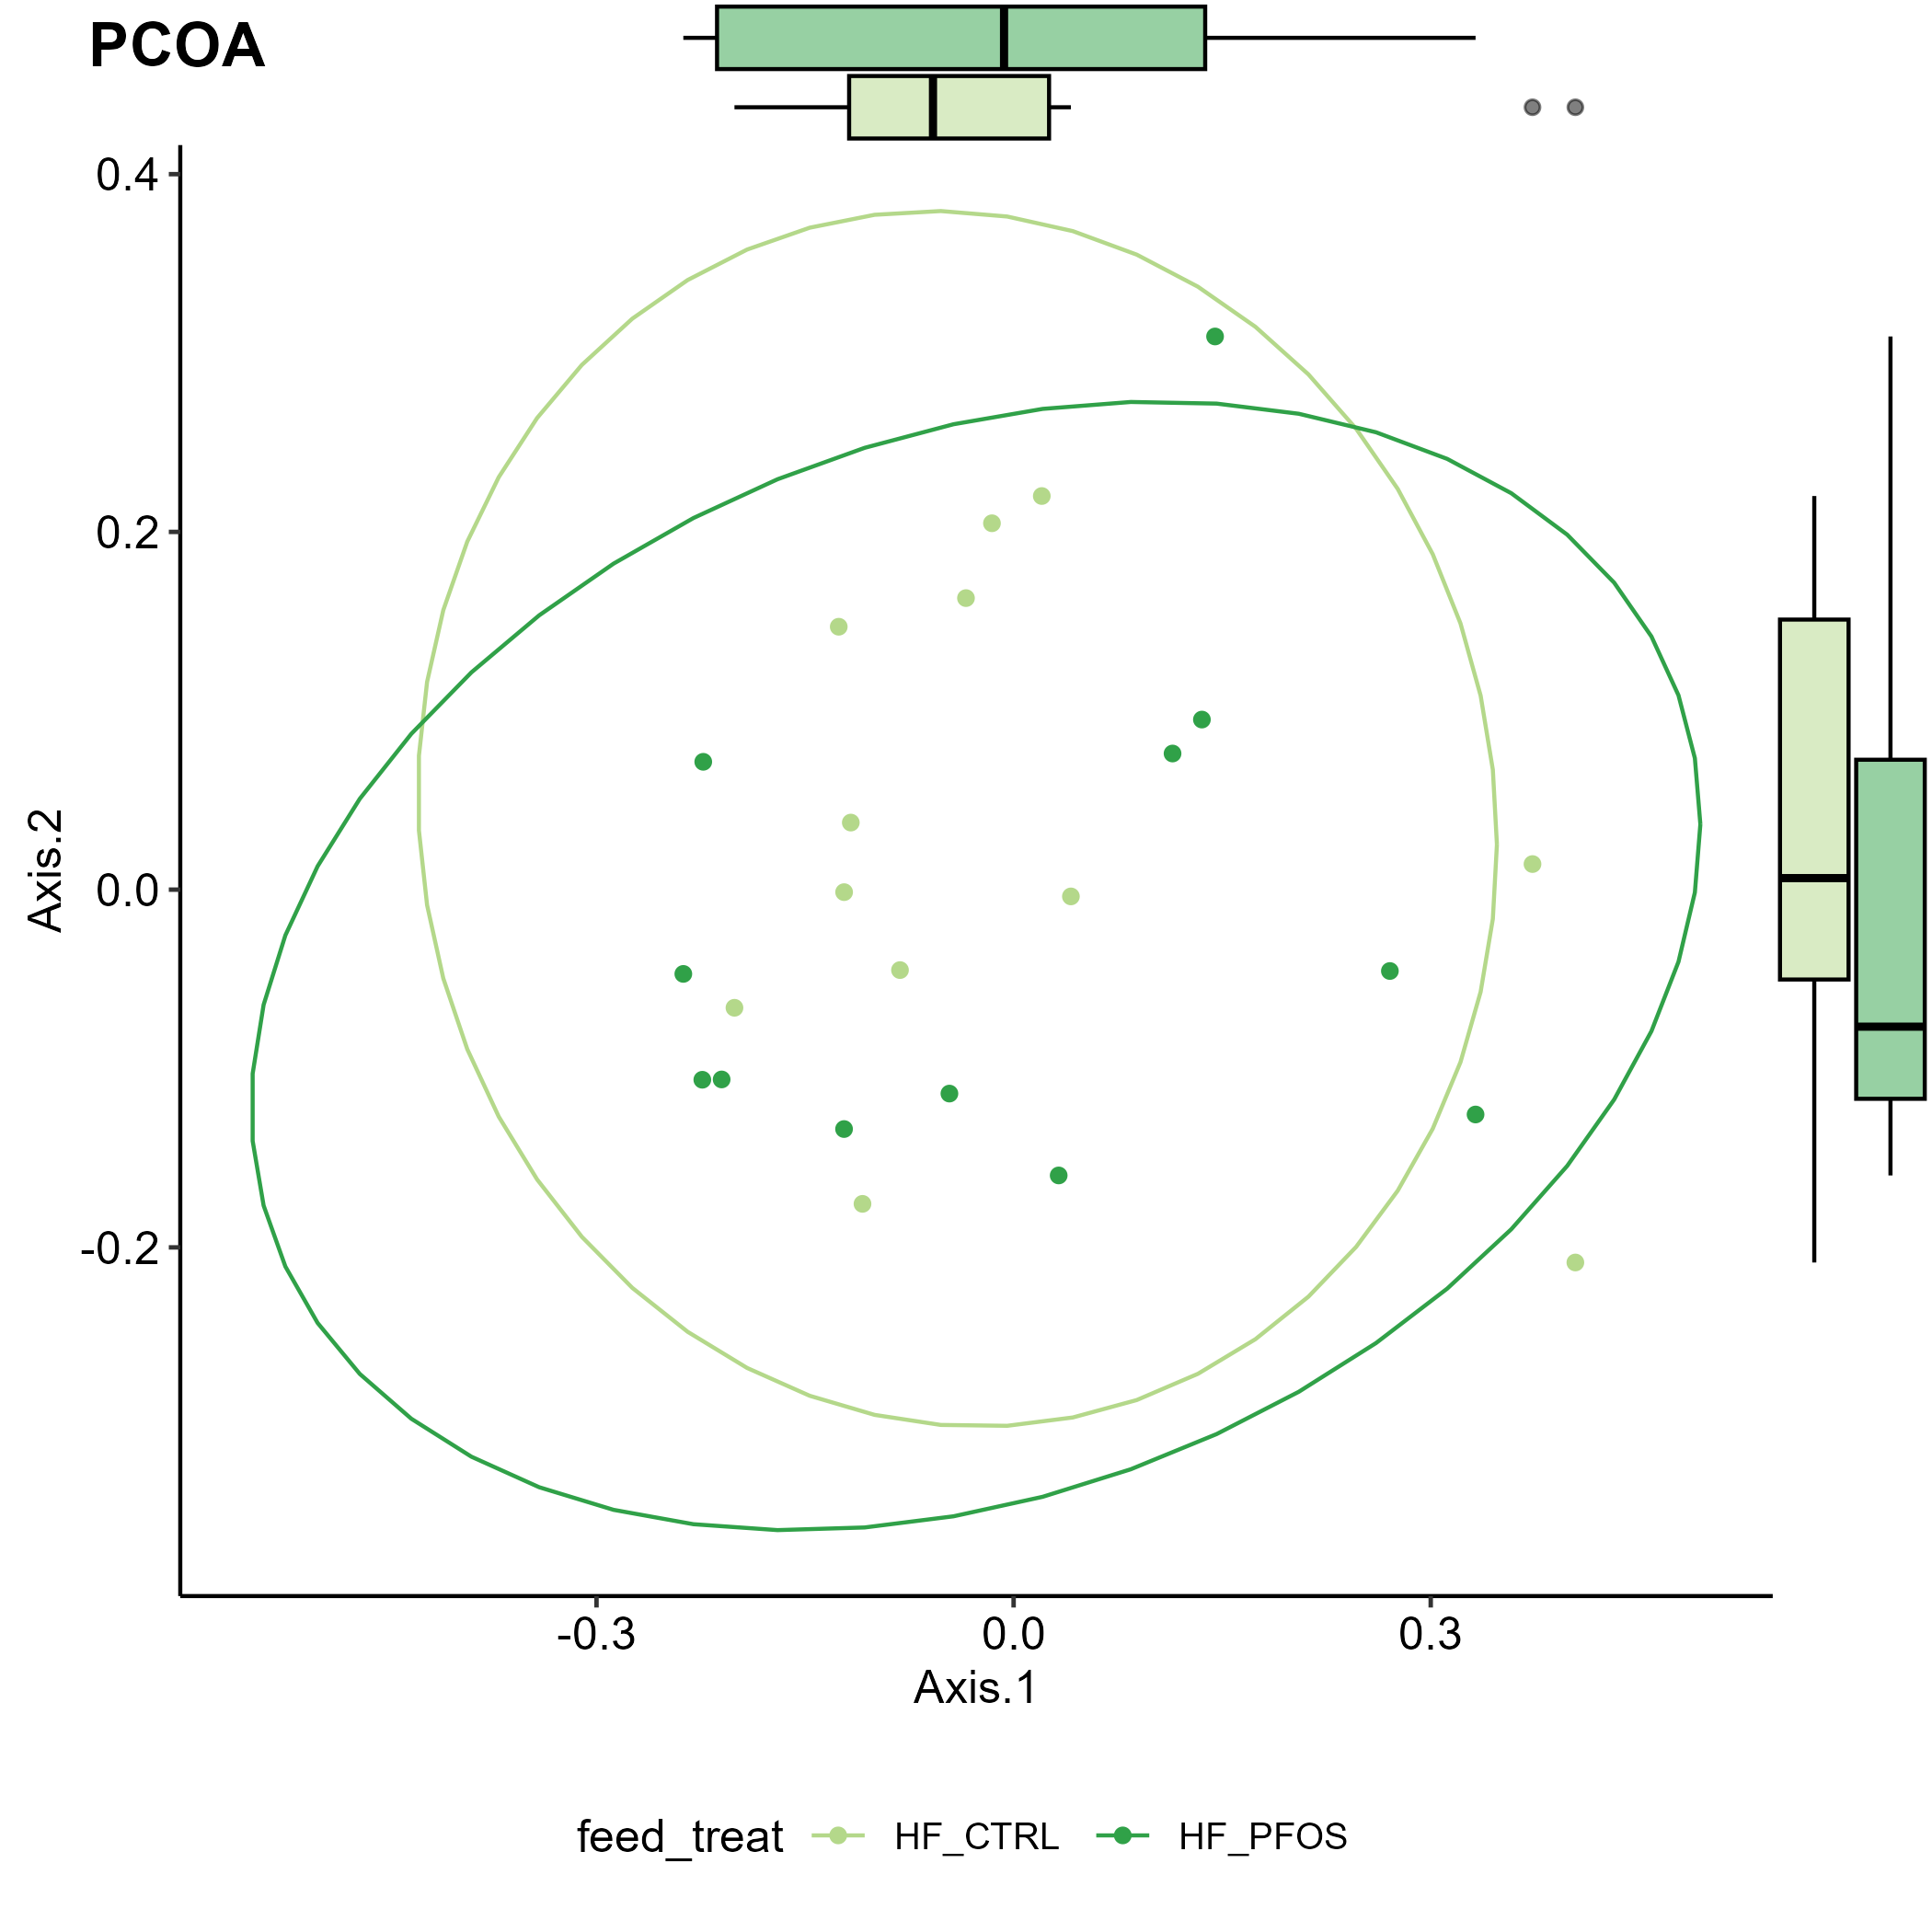 PCOA
0.4
0.2
0.0
-0.2
Axis.2
-0.3 0.0 0.3
Axis.1
feed_treat HF_CTRL HF_PFOS